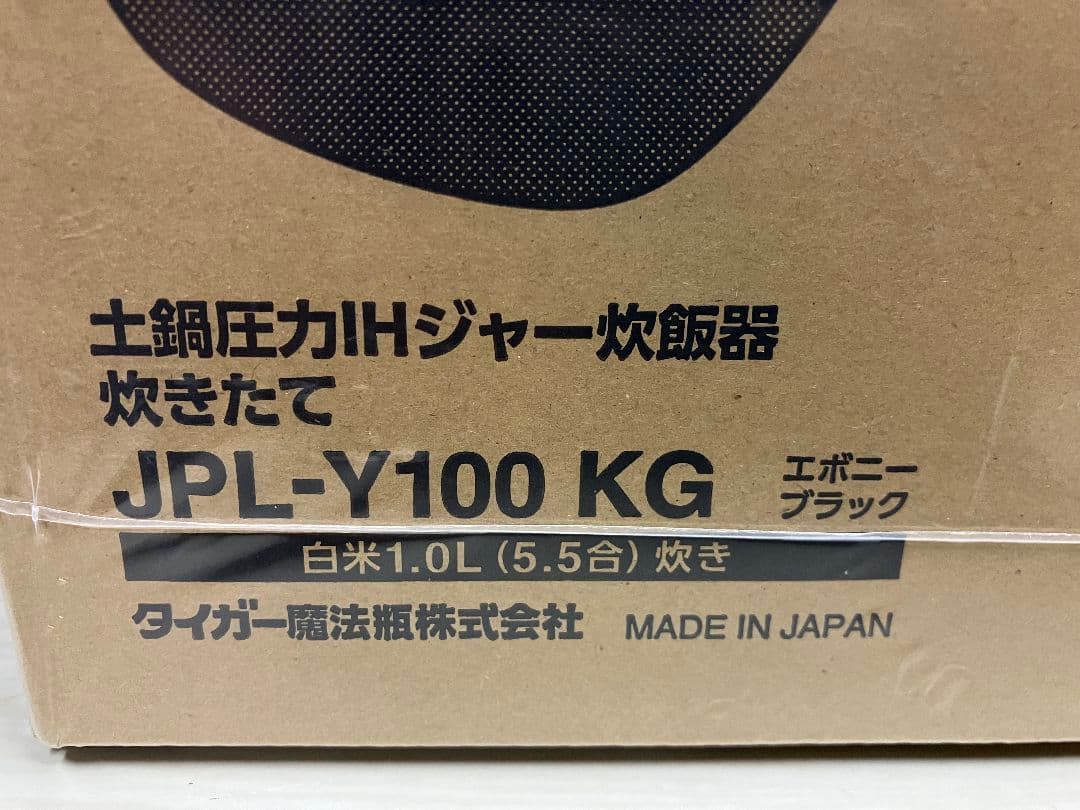 土鍋圧力IHジャー炊飯器
炊きたて
JPL-Y100 KG
エボニー
ブラック
白米1.0L(5.5合)炊き
タイガー魔法瓶株式会社 MADE IN JAPAN